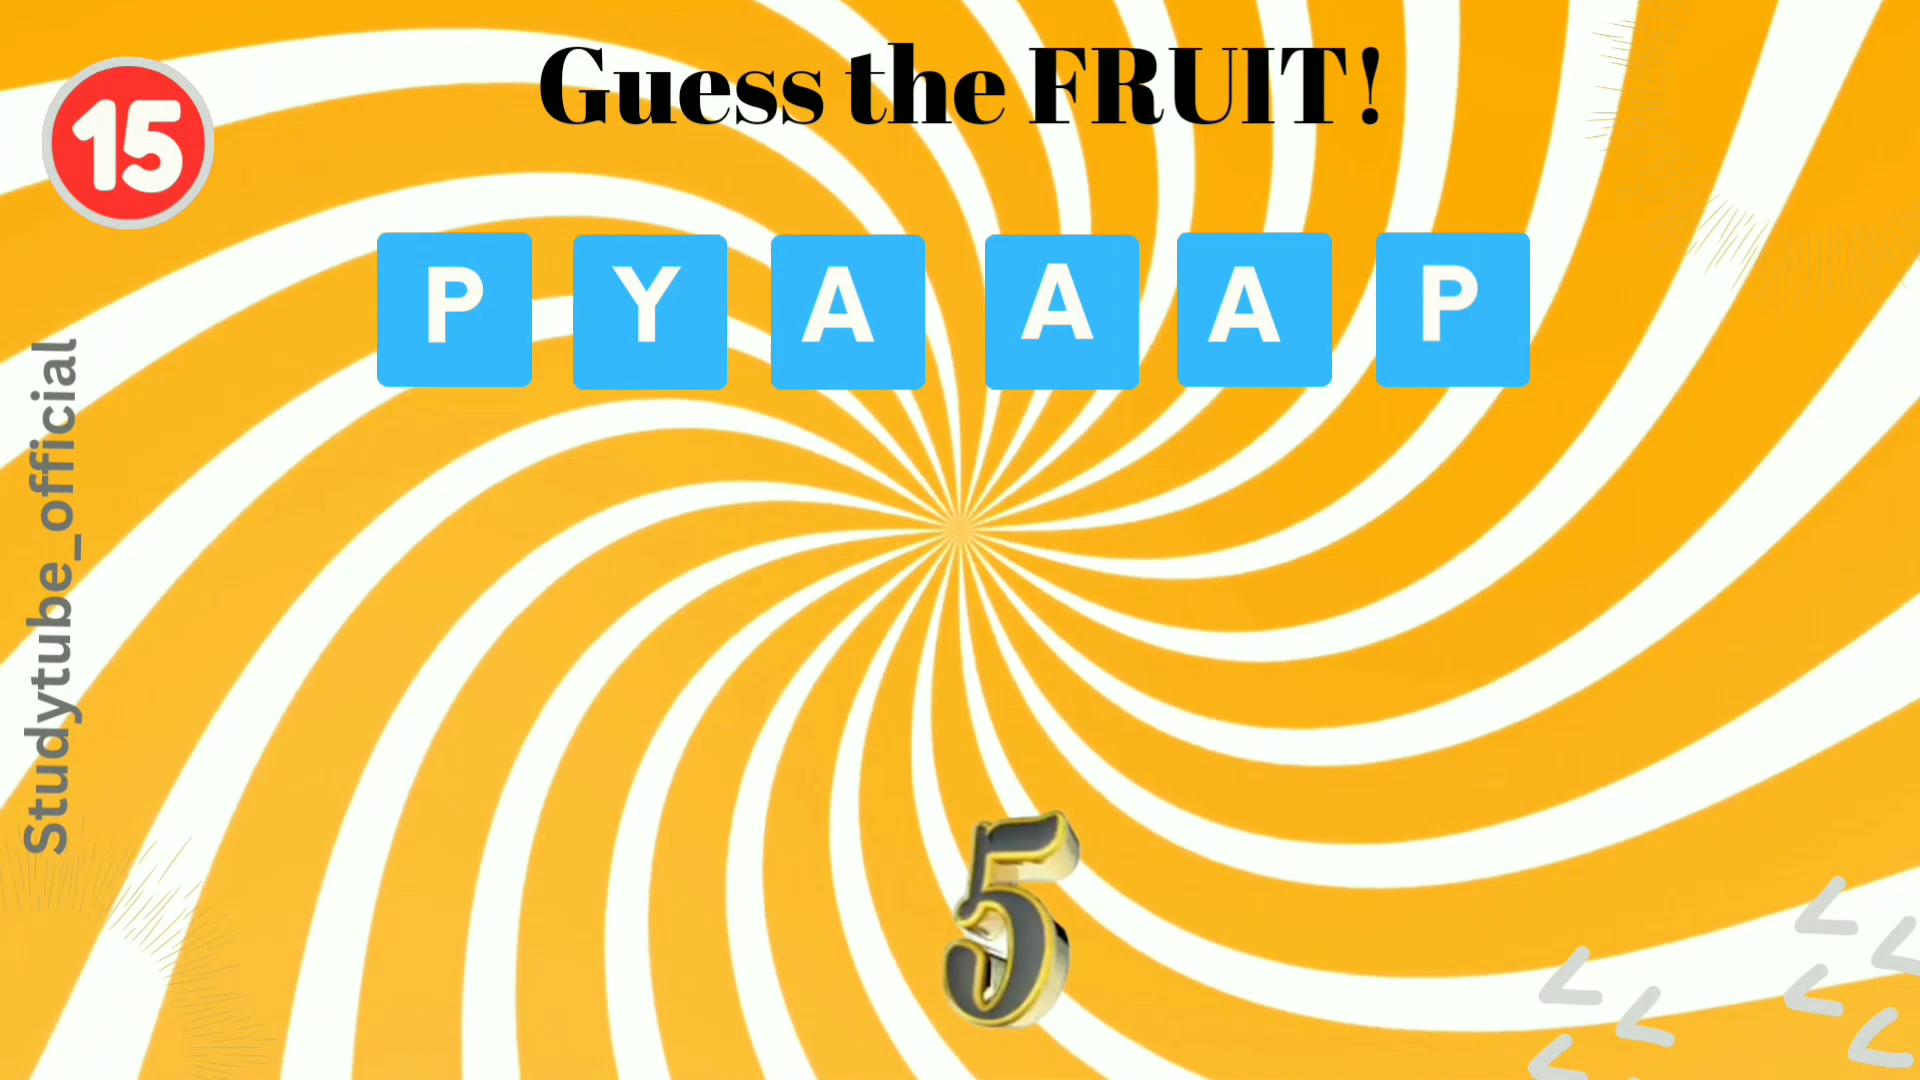 Guess the FRUIT!
15
P Y A A A P
Studytube_official
5